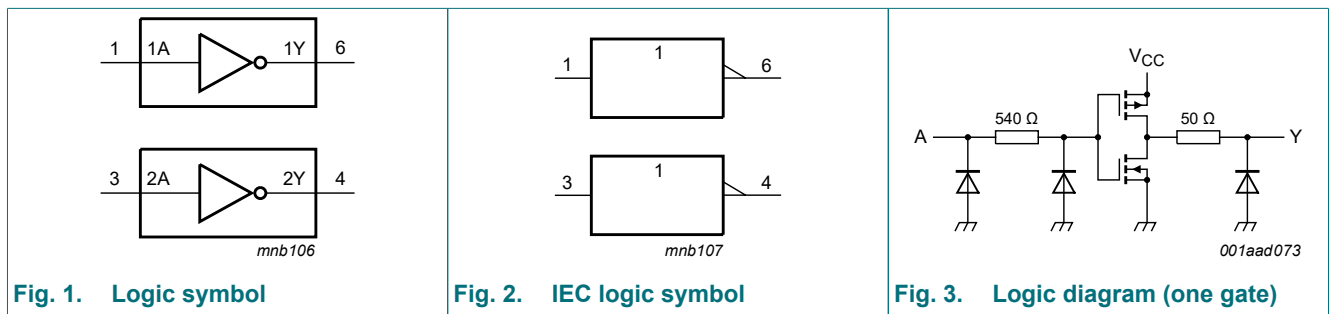 1 1A 1Y 6
3 2A 2Y 4
mnb106
Fig. 1. Logic symbol
1
1 6
1
3 4
mnb107
Fig. 2. IEC logic symbol
VCC
540 Ω 50 Ω
A Y
001aad073
Fig. 3. Logic diagram (one gate)